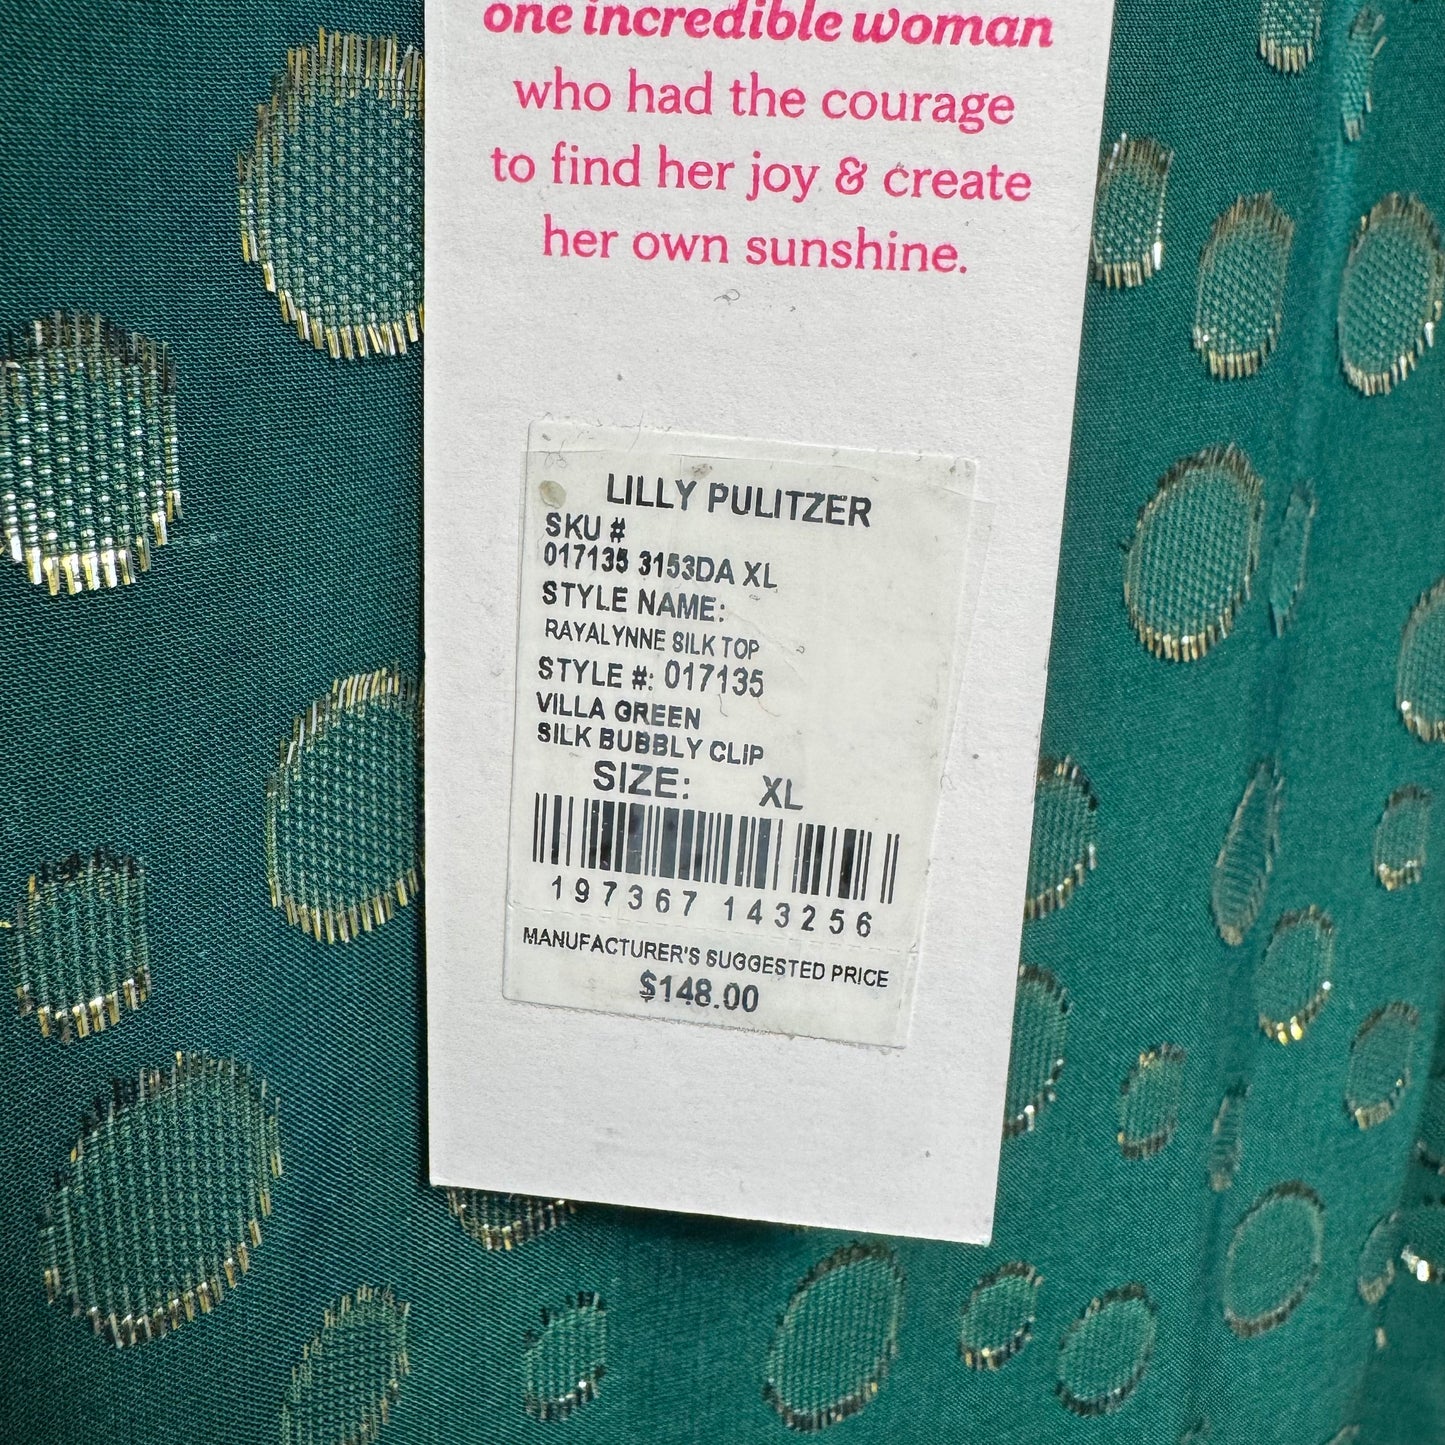 one incredible woman
who had the courage
to find her joy & create
her own sunshine.
LILLY PULITZER
SKU #
017135 3153DA XL
STYLE NAME:
RAYALYNNE SILK TOP
STYLE #: 017135
VILLA GREEN
SILK BUBBLY CLIP
SIZE: XL
197367 143256
MANUFACTURER'S SUGGESTED PRICE
$148.00